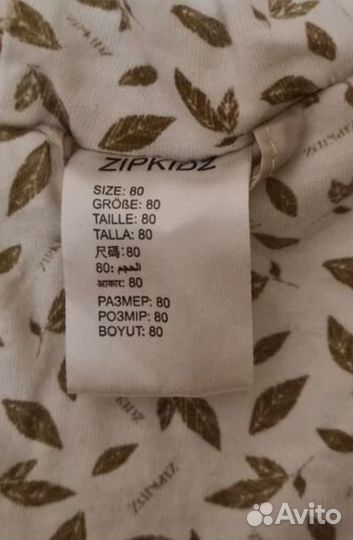 ZIPKIDZ
SIZE: 80
GRÖßE: 80
TAILLE: 80
TALLA: 80
尺碼:80
الحجم: 80
आकार: 80
РАЗМЕР: 80
РОЗМІР: 80
BOYUT: 80
ZIPKIDZ
Avito